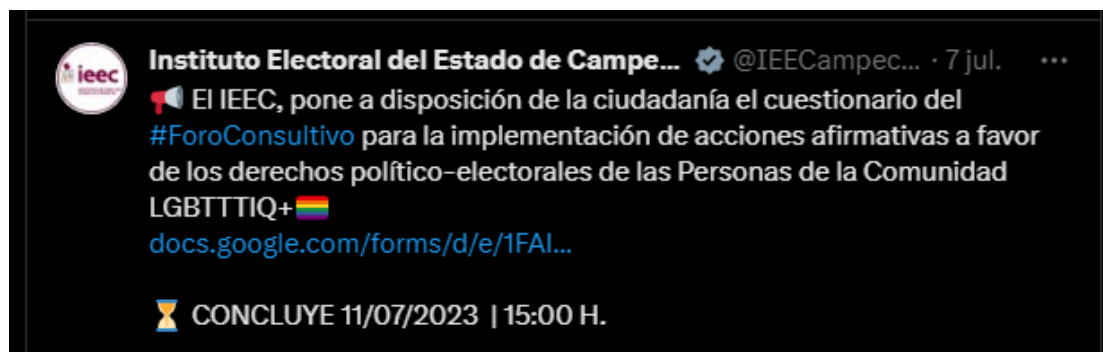 ieec
Instituto Electoral del Estado de Campe... @IEECampec... · 7 jul.
El IEEC, pone a disposición de la ciudadanía el cuestionario del
#ForoConsultivo para la implementación de acciones afirmativas a favor
de los derechos político-electorales de las Personas de la Comunidad
LGBTTTIQ+
docs.google.com/forms/d/e/1FAI...
CONCLUYE 11/07/2023 | 15:00 H.